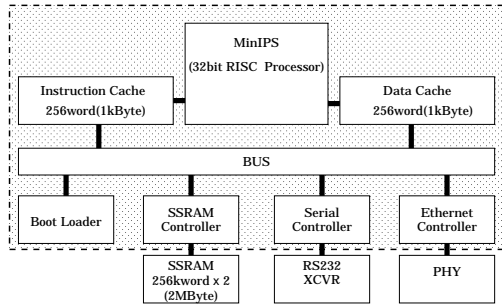 MinIPS
(32bit RISC Processor)
Instruction Cache
256word(1kByte)
Data Cache
256word(1kByte)
BUS
Boot Loader
SSRAM
Controller
Serial
Controller
Ethernet
Controller
SSRAM
256kword x 2
(2MByte)
RS232
XCVR
PHY